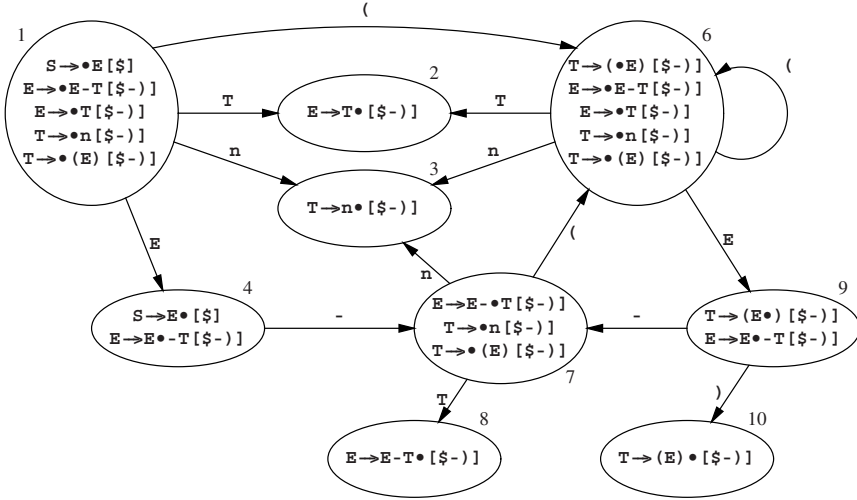 (
1
S→•E[$]
E→•E-T[$-)]
E→•T[$-)]
T→•n[$-)]
T→•(E)[$-)]
6
T→(•E)[$-)]
E→•E-T[$-)]
E→•T[$-)]
T→•n[$-)]
T→•(E)[$-)]
(
2
T
E→T•[$-)]
T
n
n
3
T→n•[$-)]
E
(
E
n
4
S→E•[$]
E→E•-T[$-)]
-
E→E-•T[$-)]
T→•n[$-)]
T→•(E)[$-)]
7
-
9
T→(E•)[$-)]
E→E•-T[$-)]
T
)
8
E→E-T•[$-)]
10
T→(E)•[$-)]